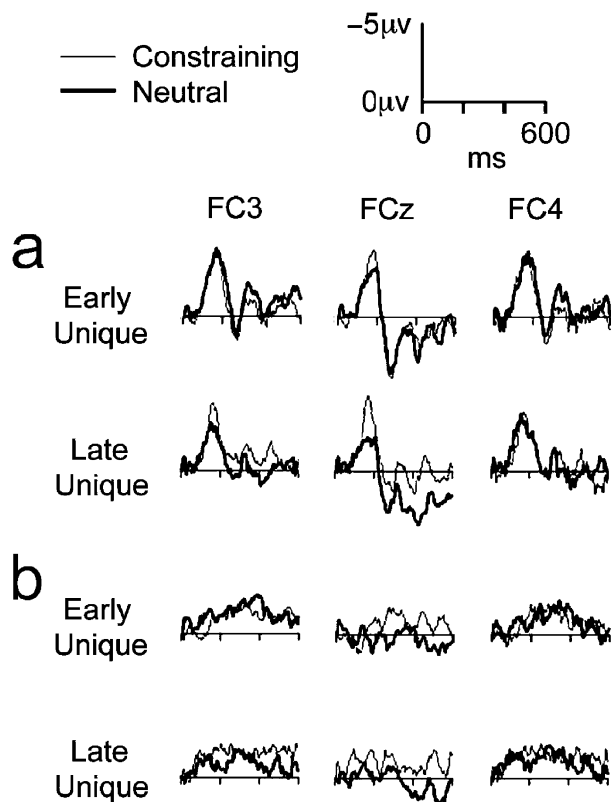 Constraining
Neutral
-5μv
0μv
0 600
ms
FC3 FCz FC4
a
Early
Unique
Late
Unique
b
Early
Unique
Late
Unique